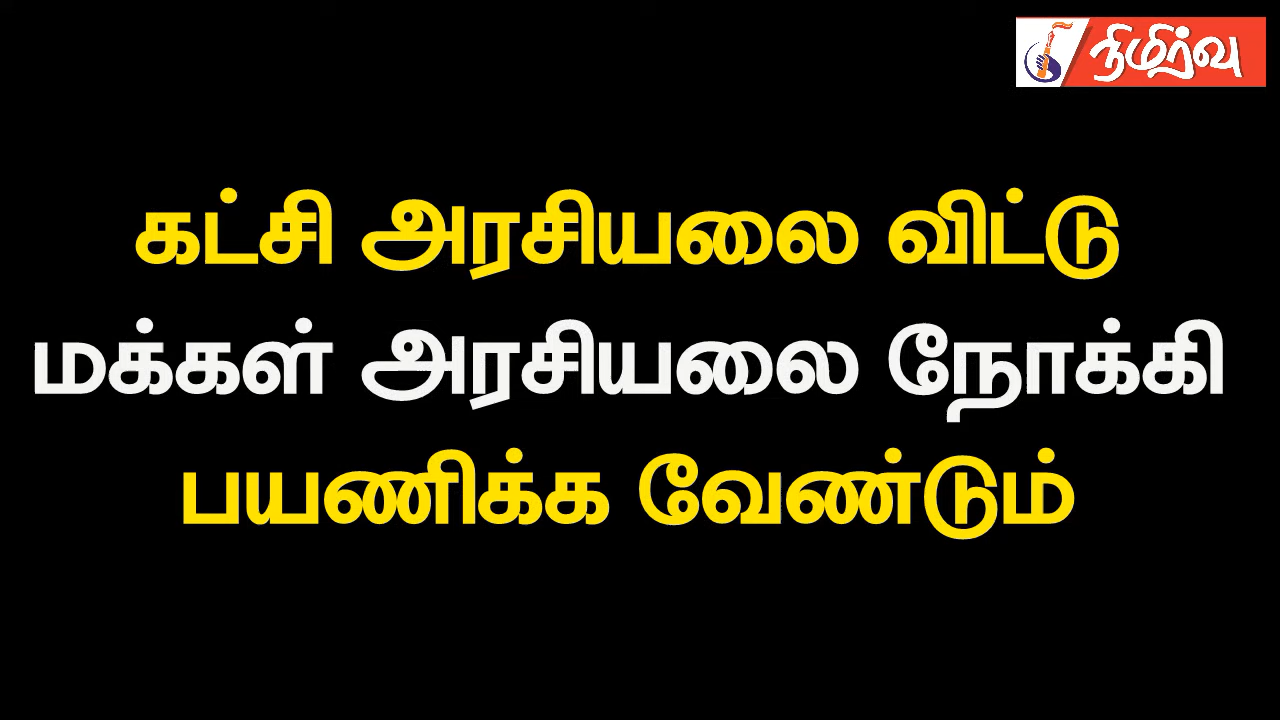 நிமிர்வு
கட்சி அரசியலை விட்டு
மக்கள் அரசியலை நோக்கி
பயணிக்க வேண்டும்